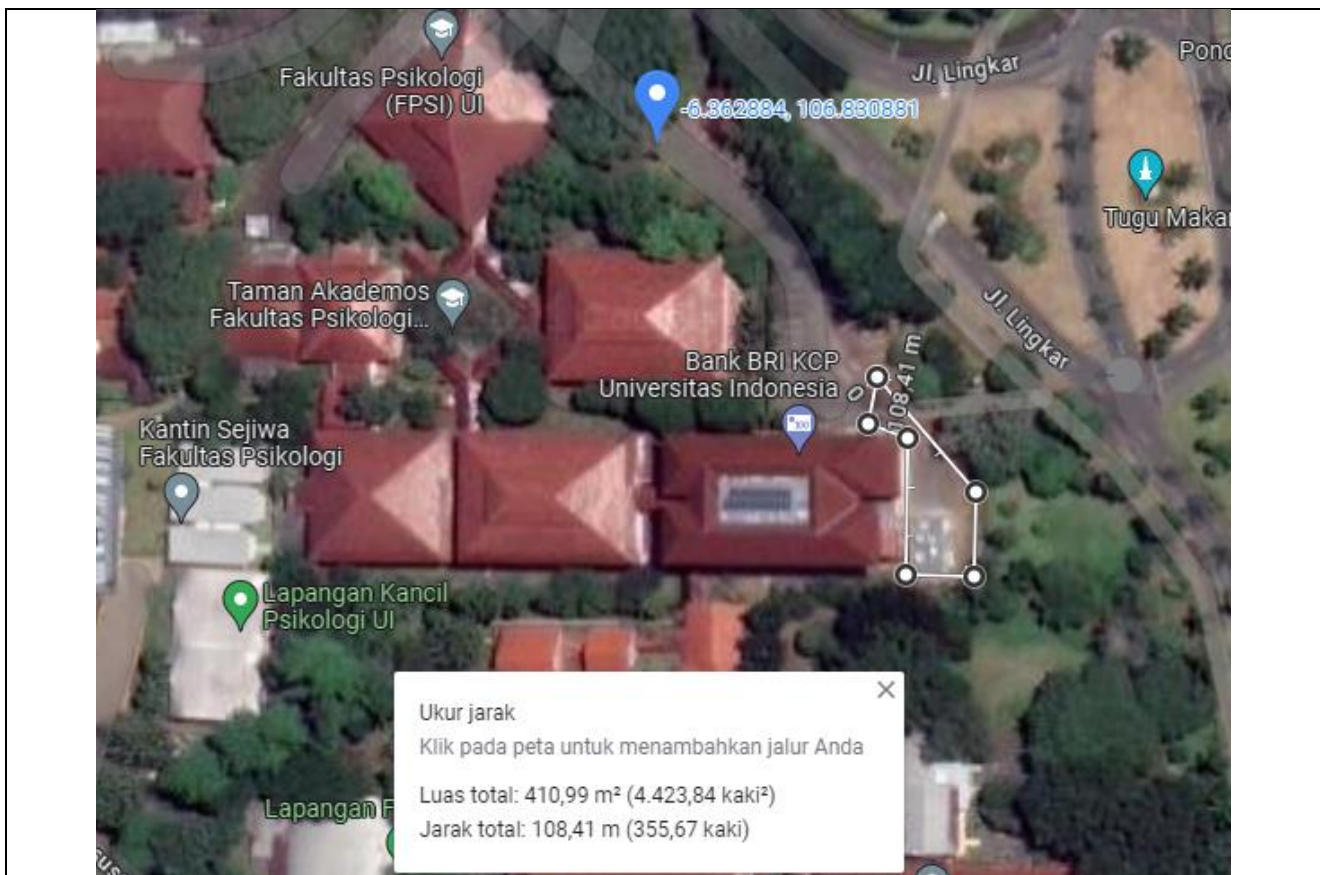 Fakultas Psikologi
(FPSI) UI
-6.362884, 106.830881
Jl. Lingkar
Pond
Tugu Makar
Taman Akademos
Fakultas Psikologi...
Jl. Lingkar
Bank BRI KCP
Universitas Indonesia
0
108,41 m
Kantin Sejiwa
Fakultas Psikologi
Lapangan Kancil
Psikologi UI
Lapangan F
Ukur jarak
Klik pada peta untuk menambahkan jalur Anda
Luas total: 410,99 m² (4.423,84 kaki²)
Jarak total: 108,41 m (355,67 kaki)